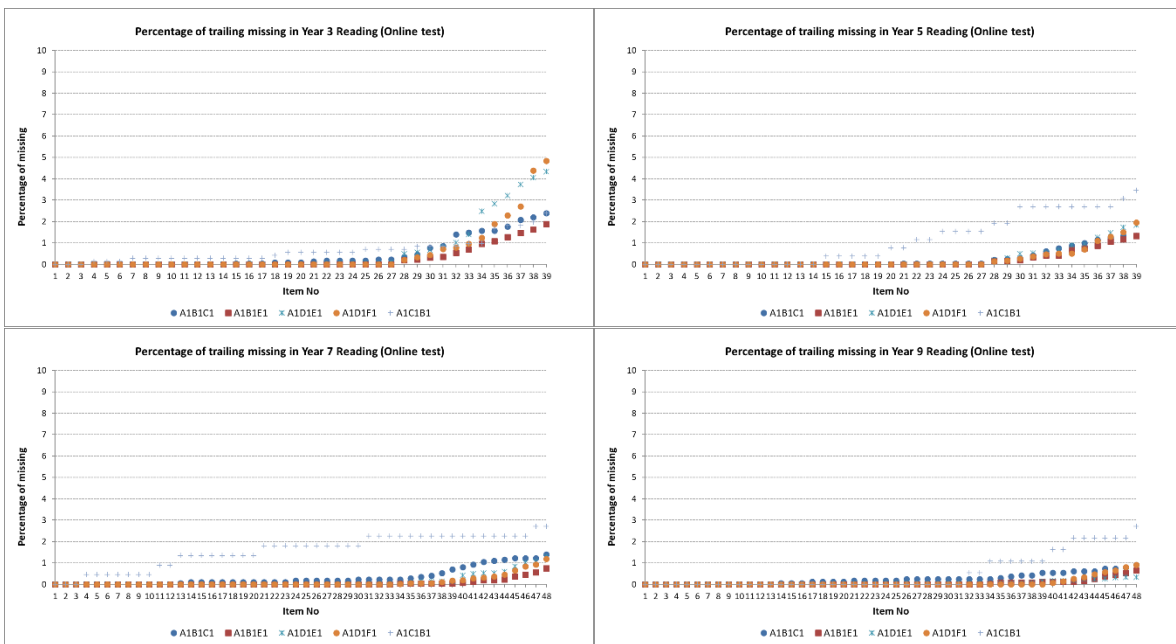 Percentage of trailing missing in Year 3 Reading (Online test)
Percentage of missing
10
9
8
7
6
5
4
3
2
1
0
1 2 3 4 5 6 7 8 9 10 11 12 13 14 15 16 17 18 19 20 21 22 23 24 25 26 27 28 29 30 31 32 33 34 35 36 37 38 39
Item No
A1B1C1 A1B1E1 A1D1E1 A1D1F1 A1C1B1
Percentage of trailing missing in Year 5 Reading (Online test)
Percentage of missing
10
9
8
7
6
5
4
3
2
1
0
1 2 3 4 5 6 7 8 9 10 11 12 13 14 15 16 17 18 19 20 21 22 23 24 25 26 27 28 29 30 31 32 33 34 35 36 37 38 39
Item No
A1B1C1 A1B1E1 A1D1E1 A1D1F1 A1C1B1
Percentage of trailing missing in Year 7 Reading (Online test)
Percentage of missing
10
9
8
7
6
5
4
3
2
1
0
1 2 3 4 5 6 7 8 9 10 11 12 13 14 15 16 17 18 19 20 21 22 23 24 25 26 27 28 29 30 31 32 33 34 35 36 37 38 39 40 41 42 43 44 45 46 47 48
Item No
A1B1C1 A1B1E1 A1D1E1 A1D1F1 A1C1B1
Percentage of trailing missing in Year 9 Reading (Online test)
Percentage of missing
10
9
8
7
6
5
4
3
2
1
0
1 2 3 4 5 6 7 8 9 10 11 12 13 14 15 16 17 18 19 20 21 22 23 24 25 26 27 28 29 30 31 32 33 34 35 36 37 38 39 40 41 42 43 44 45 46 47 48
Item No
A1B1C1 A1B1E1 A1D1E1 A1D1F1 A1C1B1